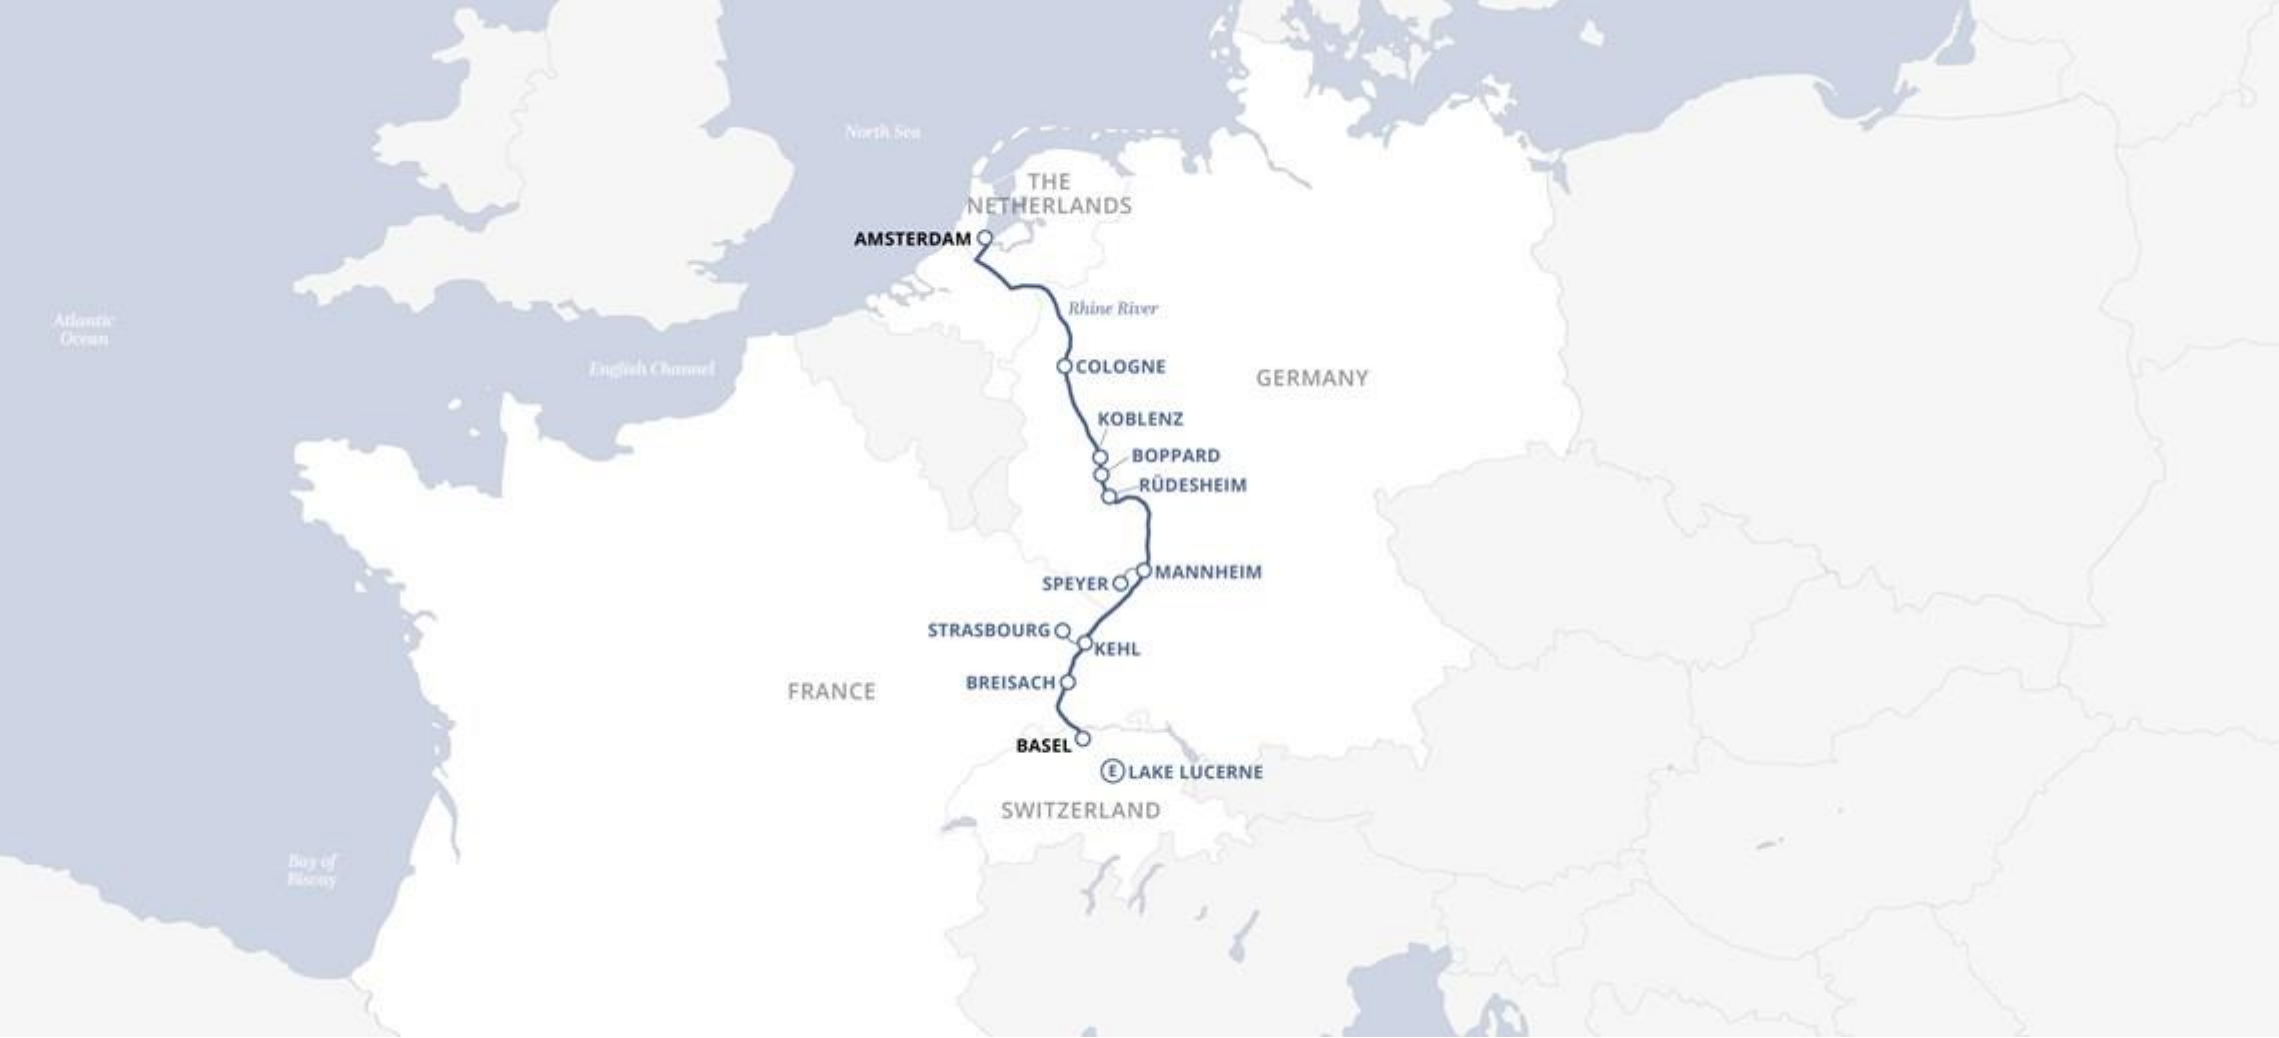 North Sea
THE
NETHERLANDS
AMSTERDAM
Rhine River
Atlantic
Ocean
English Channel
COLOGNE
GERMANY
KOBLENZ
BOPPARD
RÜDESHEIM
MANNHEIM
SPEYER
STRASBOURG
KEHL
BREISACH
FRANCE
BASEL
E LAKE LUCERNE
SWITZERLAND
Bay of
Biscay